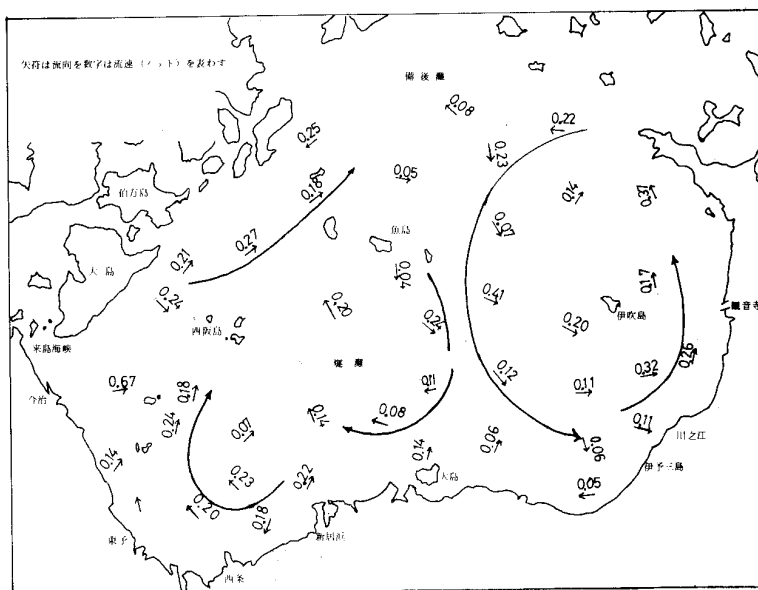 矢符は流向を数字は流速(ノット)を表わす
備後灘
0.08
0.22
0.25
0.23
0.18
0.05
0.14
0.37
伯方島
魚島
0.07
0.27
0.21
大島
0.04
0.17
0.24
0.41
伊吹島
観音寺
0.20
0.24
0.20
四阪島
来島海峡
燧灘
0.26
0.32
0.12
0.67
0.18
0.11
0.11
今治
0.24
0.14
0.08
0.11
川之江
0.07
0.06
0.06
0.14
0.14
伊予三島
0.23
0.22
大島
0.05
0.20
0.18
新居浜
東予
西条